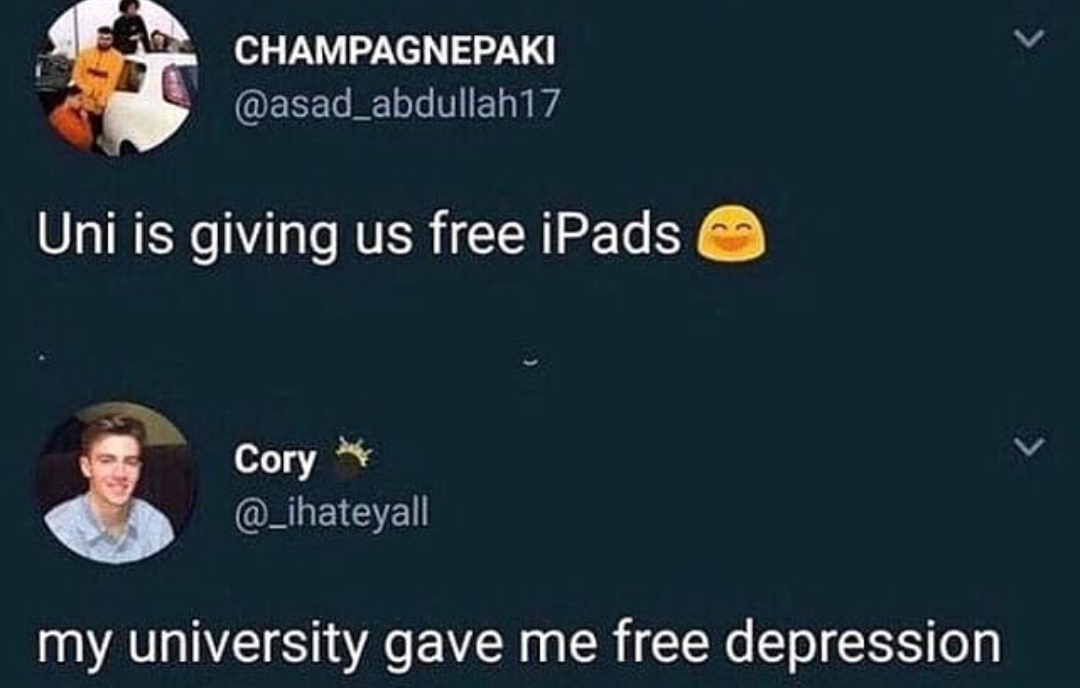 CHAMPAGNEPAKI
@asad_abdullah17
Uni is giving us free iPads 😄
Cory
@_ihateyall
my university gave me free depression